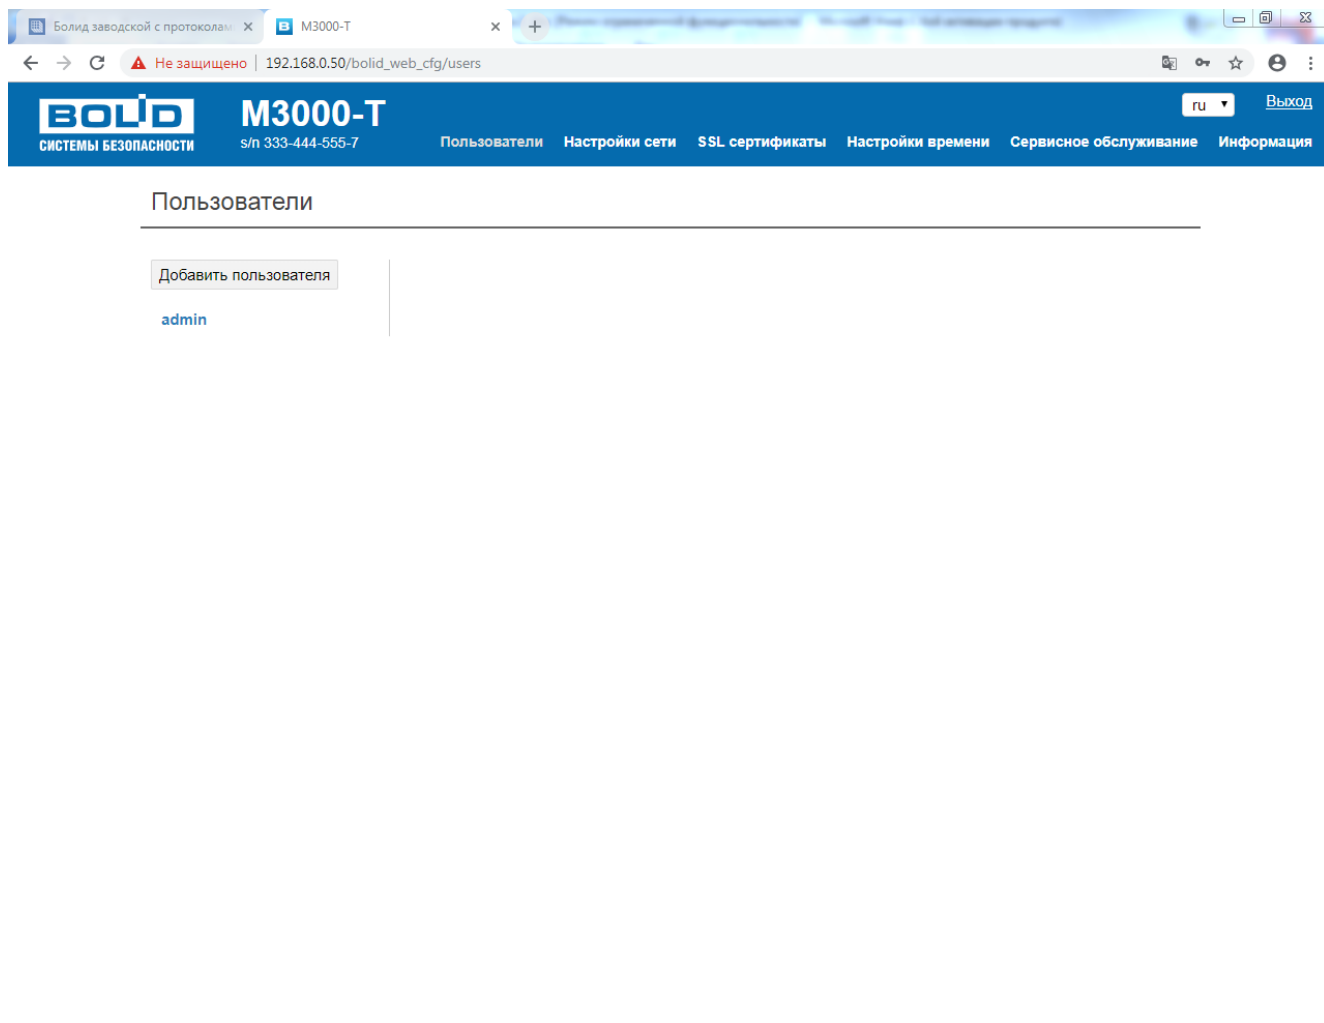 Болид заводской с протоколам
M3000-T
Не защищено
192.168.0.50/bolid_web_cfg/users
BOLID
СИСТЕМЫ БЕЗОПАСНОСТИ
M3000-T
s/n 333-444-555-7
ru
Выход
Пользователи Настройки сети SSL сертификаты Настройки времени Сервисное обслуживание Информация
Пользователи
Добавить пользователя
admin